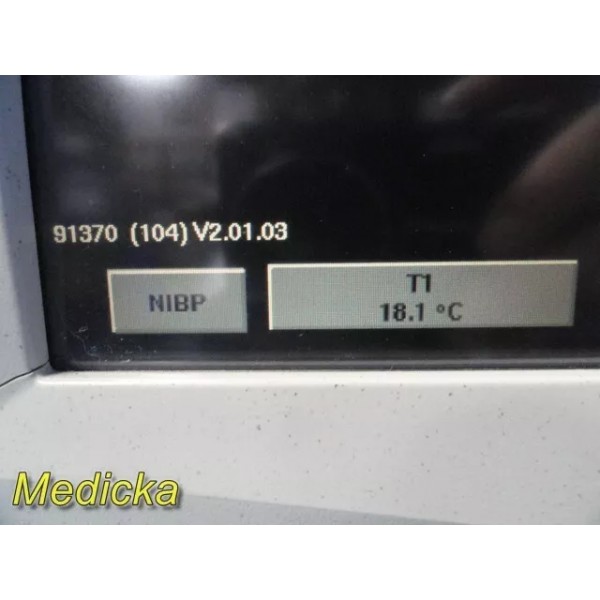 91370 (104) V2.01.03
NIBP
T1
18.1 °C
Medicka